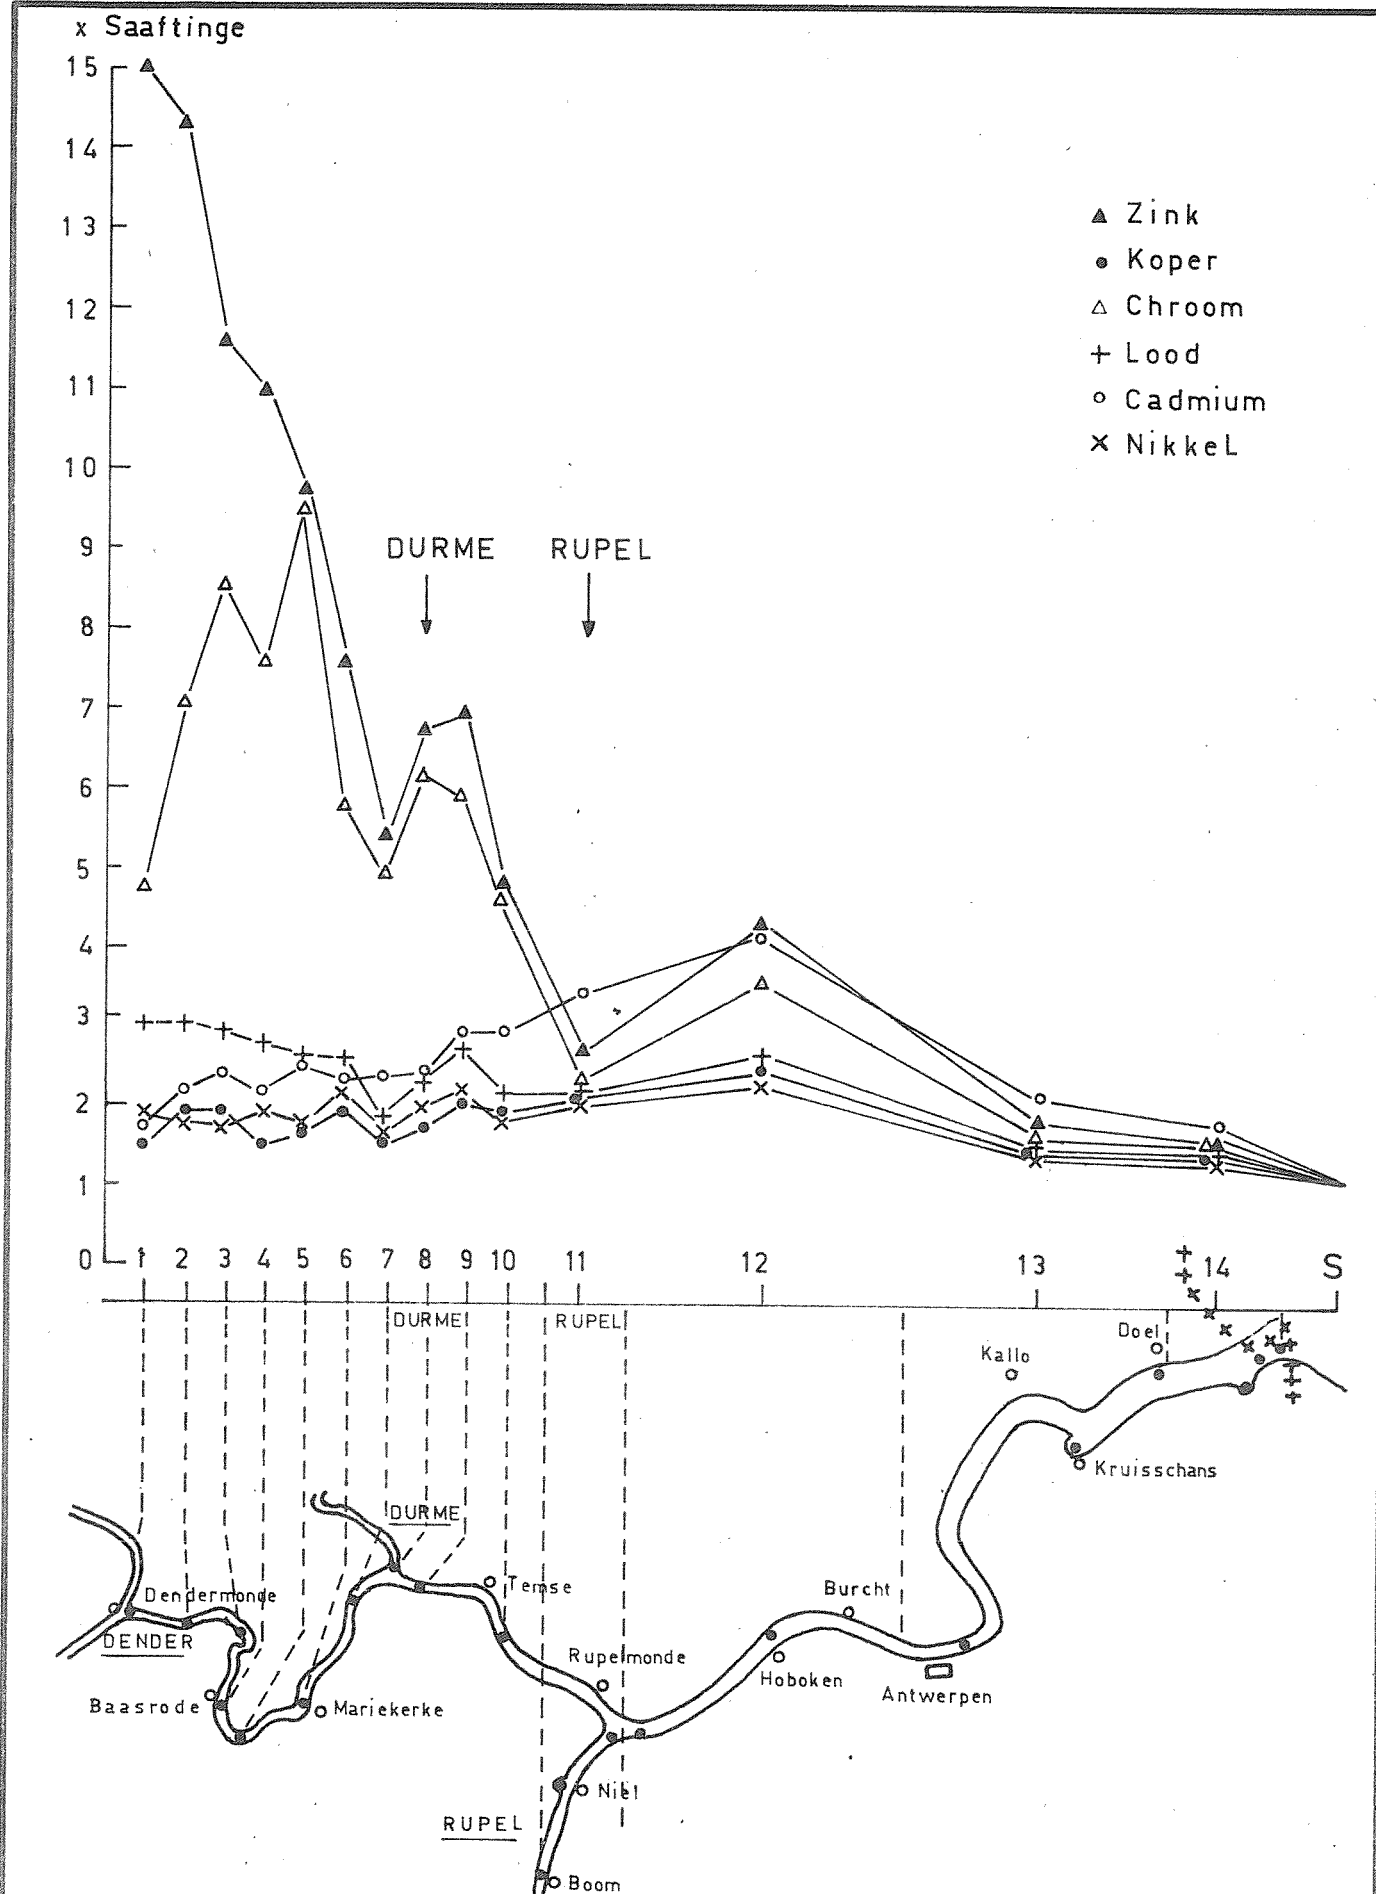 x Saaftinge
15
14
13
12
11
10
9
8
7
6
5
4
3
2
1
0
Zink
Koper
Chroom
Lood
Cadmium
NikkeL
DURME RUPEL
1 2 3 4 5 6 7 8 9 10 11 12 13 14 S
DURME RUPEL
Doel
Kallo
Kruisschans
DURME
Dendermonde
Temse
Burcht
DENDER
Rupelmonde
Hoboken
Antwerpen
Baasrode
Mariekerke
Niel
RUPEL
Boom